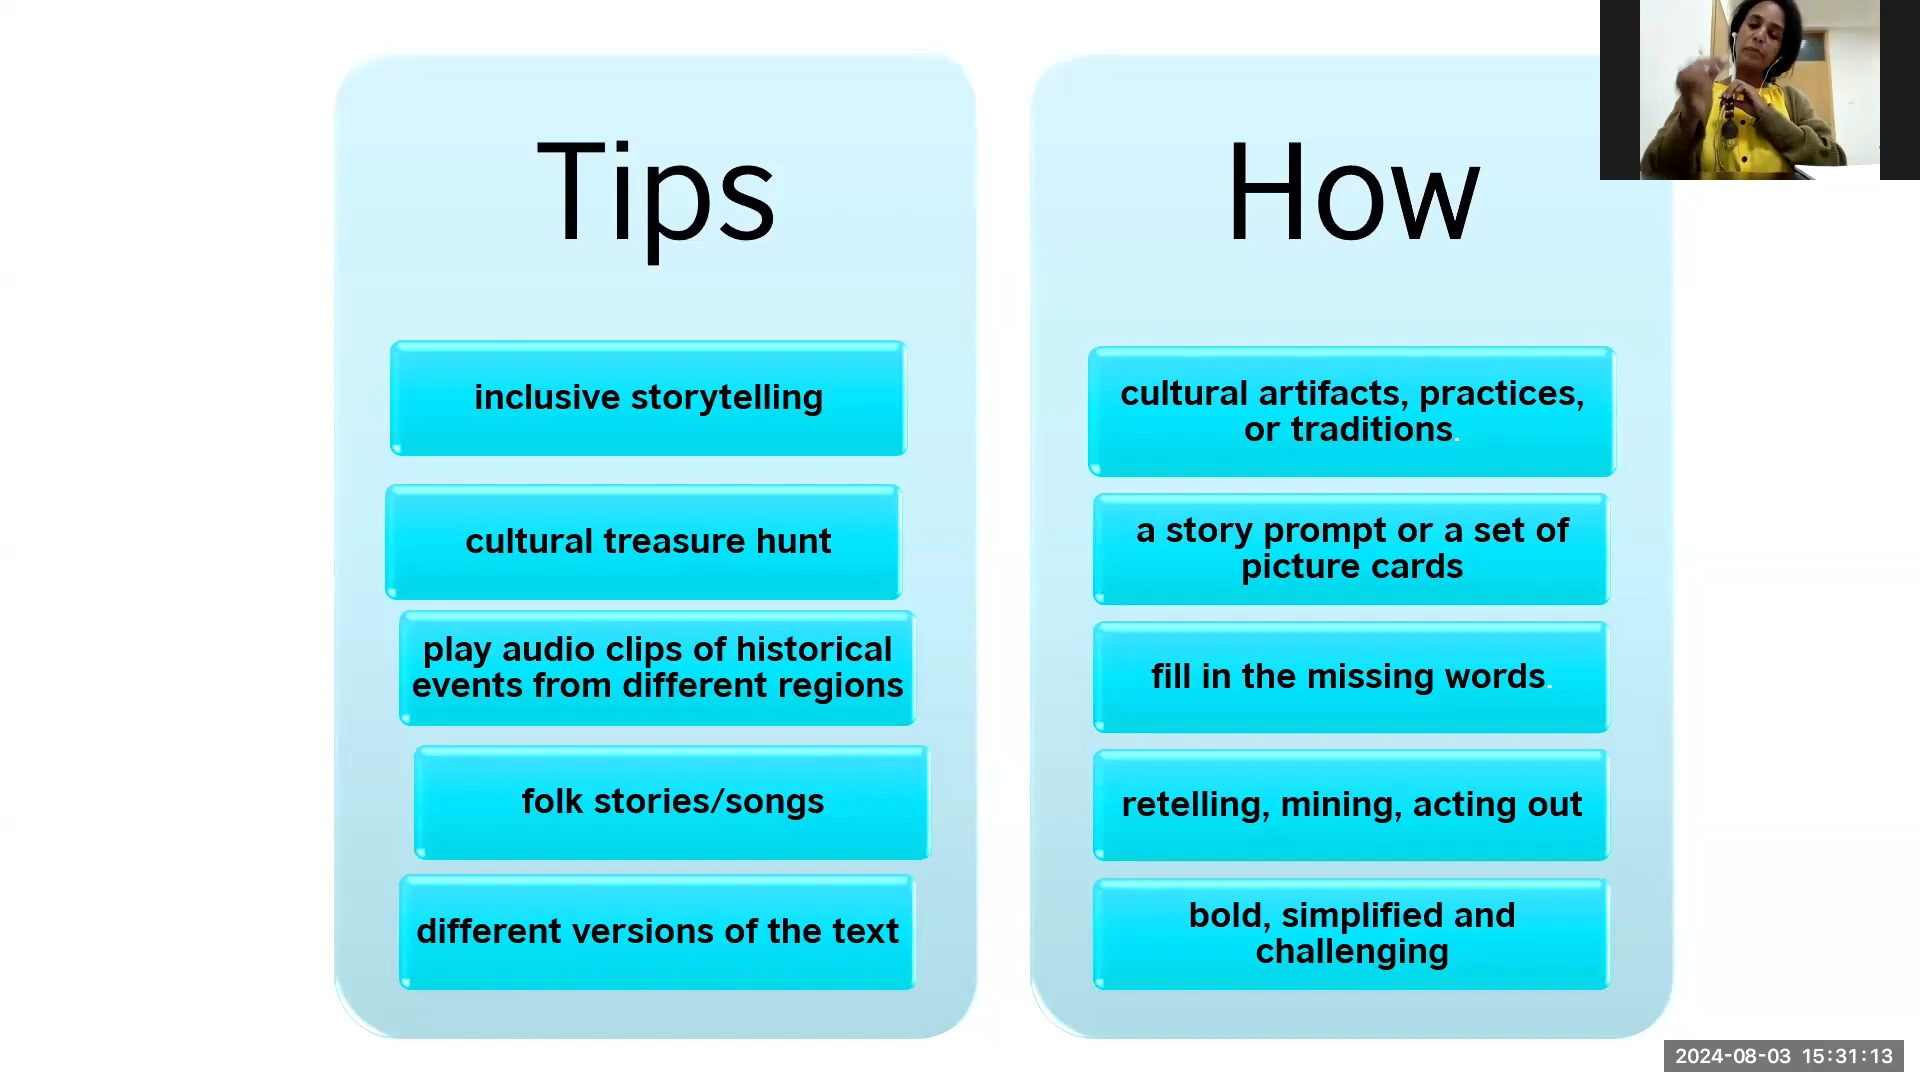 Tips
inclusive storytelling
cultural treasure hunt
play audio clips of historical
events from different regions
folk stories/songs
different versions of the text
How
cultural artifacts, practices,
or traditions.
a story prompt or a set of
picture cards
fill in the missing words.
retelling, mining, acting out
bold, simplified and
challenging
2024-08-03 15:31:13